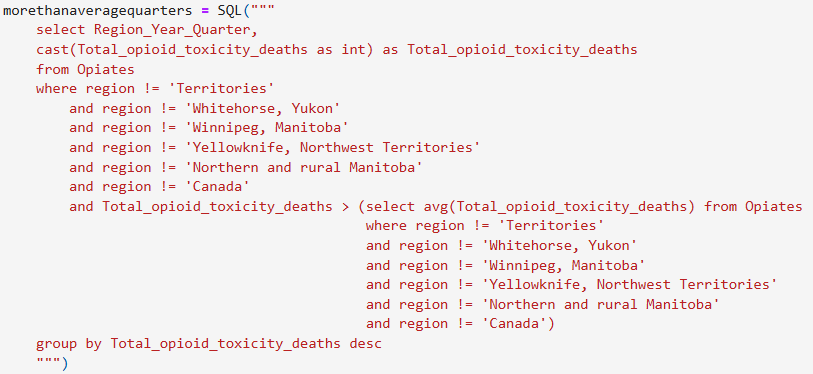 morethanaveragequarters = SQL("""
select Region_Year_Quarter,
cast(Total_opioid_toxicity_deaths as int) as Total_opioid_toxicity_deaths
from Opiates
where region != 'Territories'
and region != 'Whitehorse, Yukon'
and region != 'Winnipeg, Manitoba'
and region != 'Yellowknife, Northwest Territories'
and region != 'Northern and rural Manitoba'
and region != 'Canada'
and Total_opioid_toxicity_deaths > (select avg(Total_opioid_toxicity_deaths) from Opiates
where region != 'Territories'
and region != 'Whitehorse, Yukon'
and region != 'Winnipeg, Manitoba'
and region != 'Yellowknife, Northwest Territories'
and region != 'Northern and rural Manitoba'
and region != 'Canada')
group by Total_opioid_toxicity_deaths desc
""")